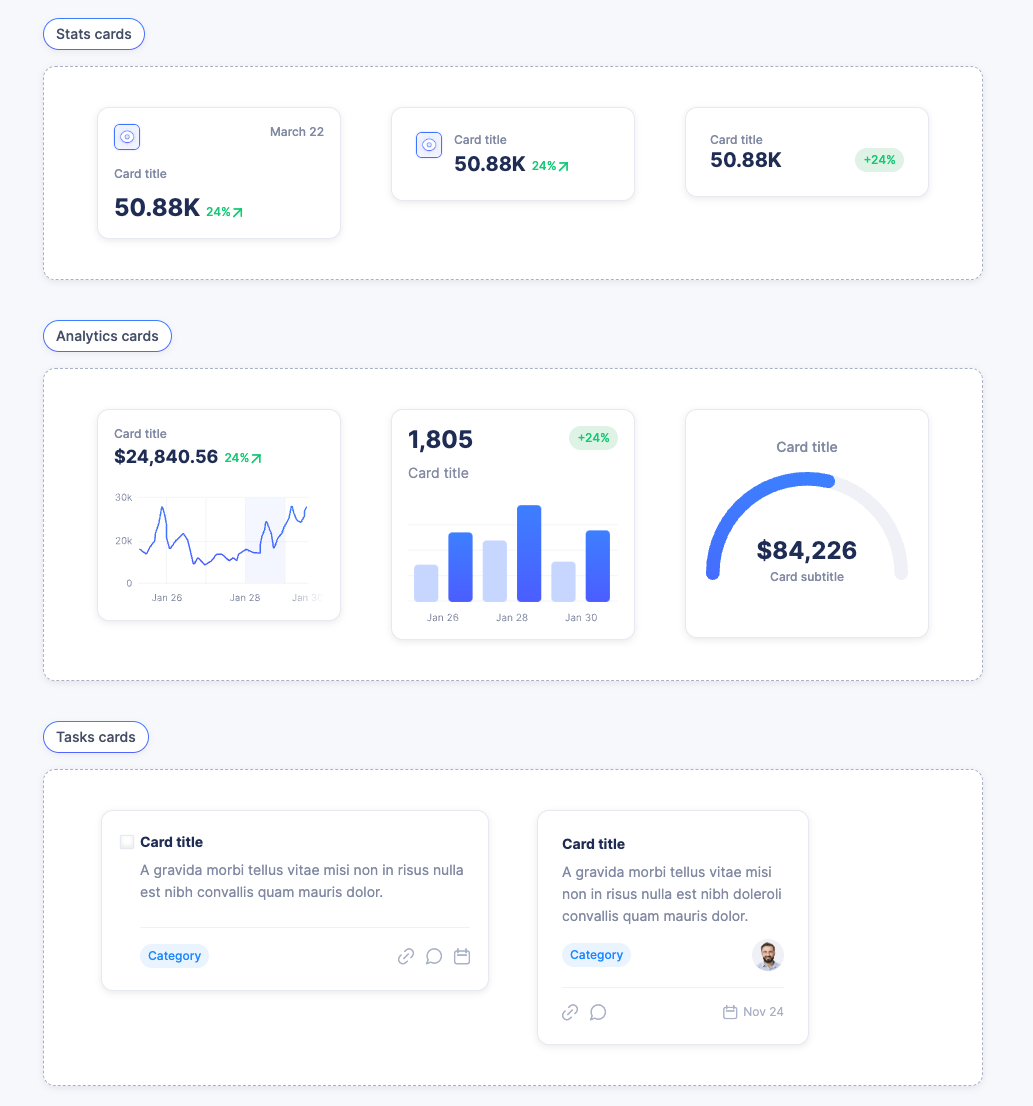 Stats cards
March 22
Card title
50.88K 24%
Card title
50.88K 24%
Card title
50.88K +24%
Analytics cards
Card title
$24,840.56 24%
30k
20k
0
Jan 26 Jan 28 Jan
1,805 +24%
Card title
Jan 26 Jan 28 Jan 30
Card title
$84,226
Card subtitle
Tasks cards
Card title
A gravida morbi tellus vitae misi non in risus nulla
est nibh convallis quam mauris dolor.
Category
Card title
A gravida morbi tellus vitae misi
non in risus nulla est nibh doleroli
convallis quam mauris dolor.
Category
Nov 24